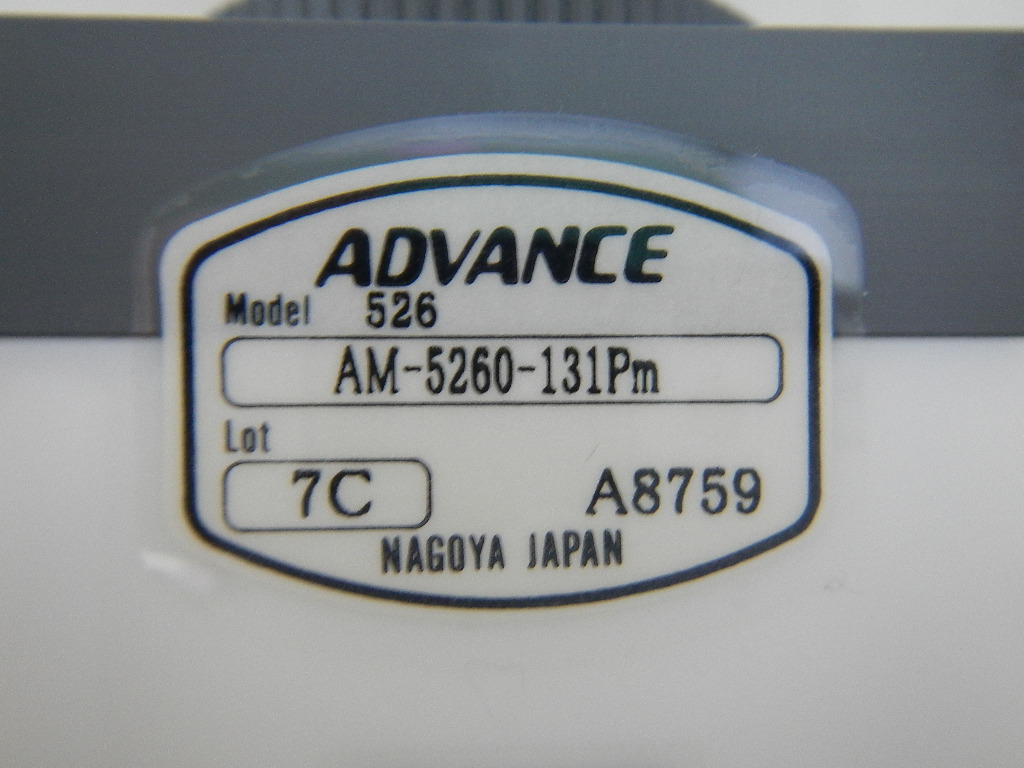 ADVANCE
Model 526
AM-5260-131Pm
Lot
7C A8759
NAGOYA JAPAN